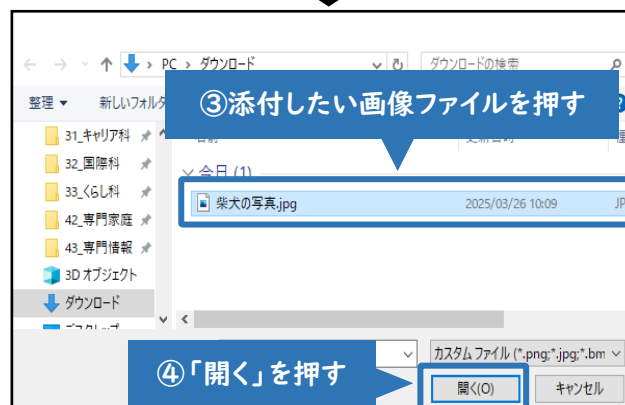 PC › ダウンロード
ダウンロードの検索
整理 ▼ 新しいフォルダ
③添付したい画像ファイルを押す
31_キャリア科
32_国際科
今日 (1)
33_くらし科
柴犬の写真.jpg 2025/03/26 10:09 JP
42_専門家庭
43_専門情報
3D オブジェクト
ダウンロード
④「開く」を押す
カスタム ファイル (*.png;*.jpg;*.bm
開く(O) キャンセル